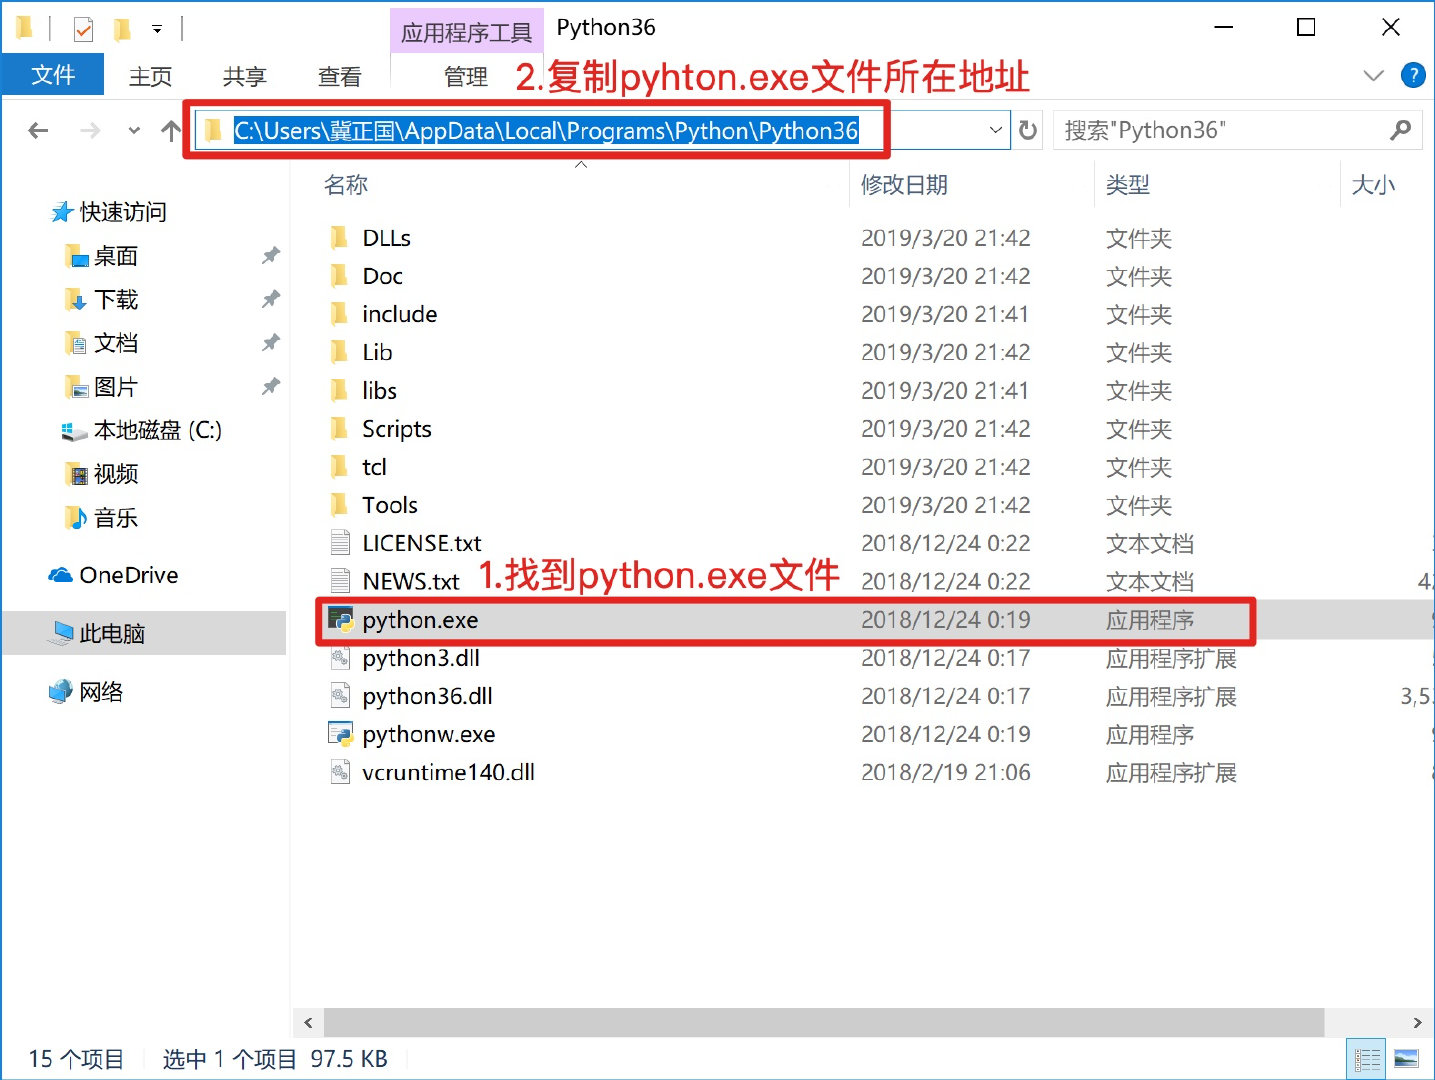 应用程序工具 Python36
文件 主页 共享 查看 管理 2.复制pyhton.exe文件所在地址
C:\Users\冀正国\AppData\Local\Programs\Python\Python36 搜索"Python36"
名称 修改日期 类型 大小
快速访问
桌面
下载
文档
图片
本地磁盘 (C:)
视频
音乐
OneDrive
此电脑
网络
DLLs 2019/3/20 21:42 文件夹
Doc 2019/3/20 21:42 文件夹
include 2019/3/20 21:41 文件夹
Lib 2019/3/20 21:42 文件夹
libs 2019/3/20 21:41 文件夹
Scripts 2019/3/20 21:42 文件夹
tcl 2019/3/20 21:42 文件夹
Tools 2019/3/20 21:42 文件夹
LICENSE.txt 2018/12/24 0:22 文本文档
NEWS.txt 1.找到python.exe文件 2018/12/24 0:22 文本文档
python.exe 2018/12/24 0:19 应用程序
python3.dll 2018/12/24 0:17 应用程序扩展
python36.dll 2018/12/24 0:17 应用程序扩展 3,5
pythonw.exe 2018/12/24 0:19 应用程序
vcruntime140.dll 2018/2/19 21:06 应用程序扩展
15 个项目 选中 1 个项目 97.5 KB